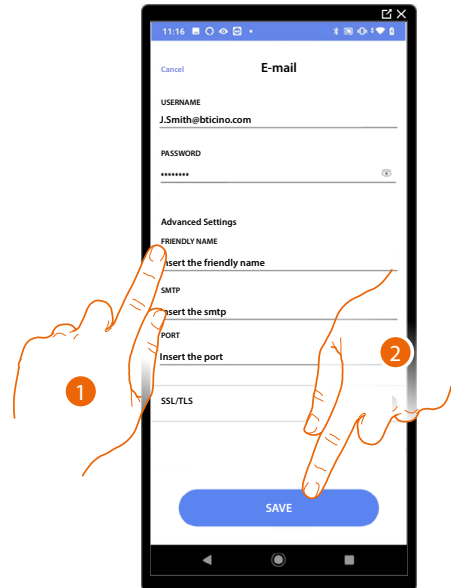 11:16
Cancel
E-mail
USERNAME
J.Smith@bticino.com
PASSWORD
••••••••
Advanced Settings
FRIENDLY NAME
Insert the friendly name
SMTP
Insert the smtp
PORT
Insert the port
SSL/TLS
SAVE
1
2